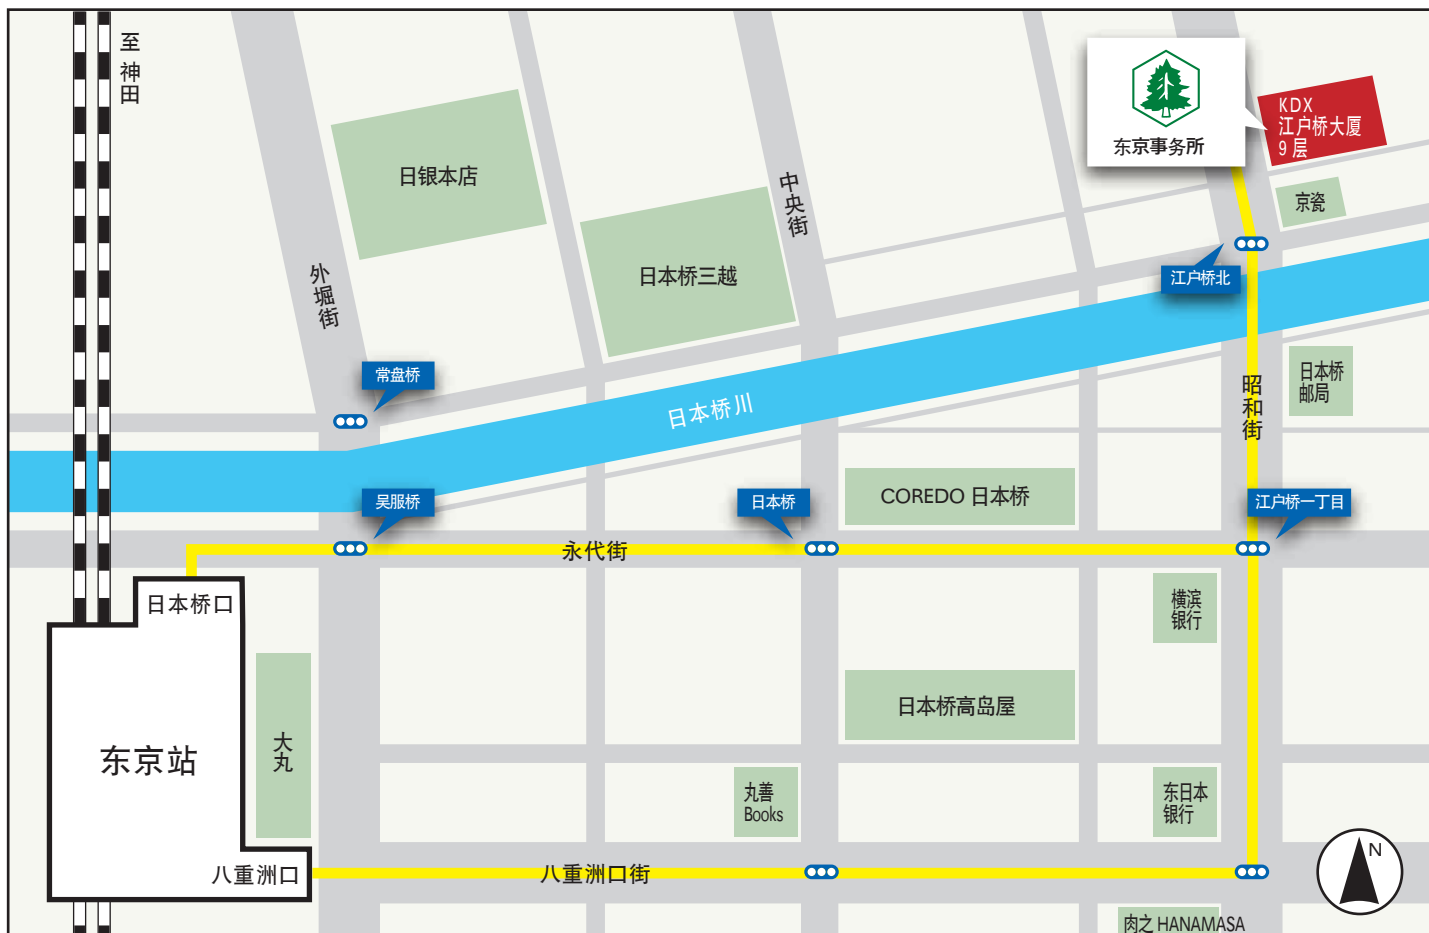 至
神田
东京事务所
KDX
江户桥大厦
9 层
日银本店
中央街
京瓷
日本桥三越
外堀街
江户桥北
常盘桥
日本桥
邮局
昭和街
日本桥川
吴服桥
日本桥
COREDO 日本桥
江户桥一丁目
永代街
日本桥口
横滨
银行
日本桥高岛屋
东京站
大丸
丸善
Books
东日本
银行
八重洲口
八重洲口街
N
肉之 HANAMASA